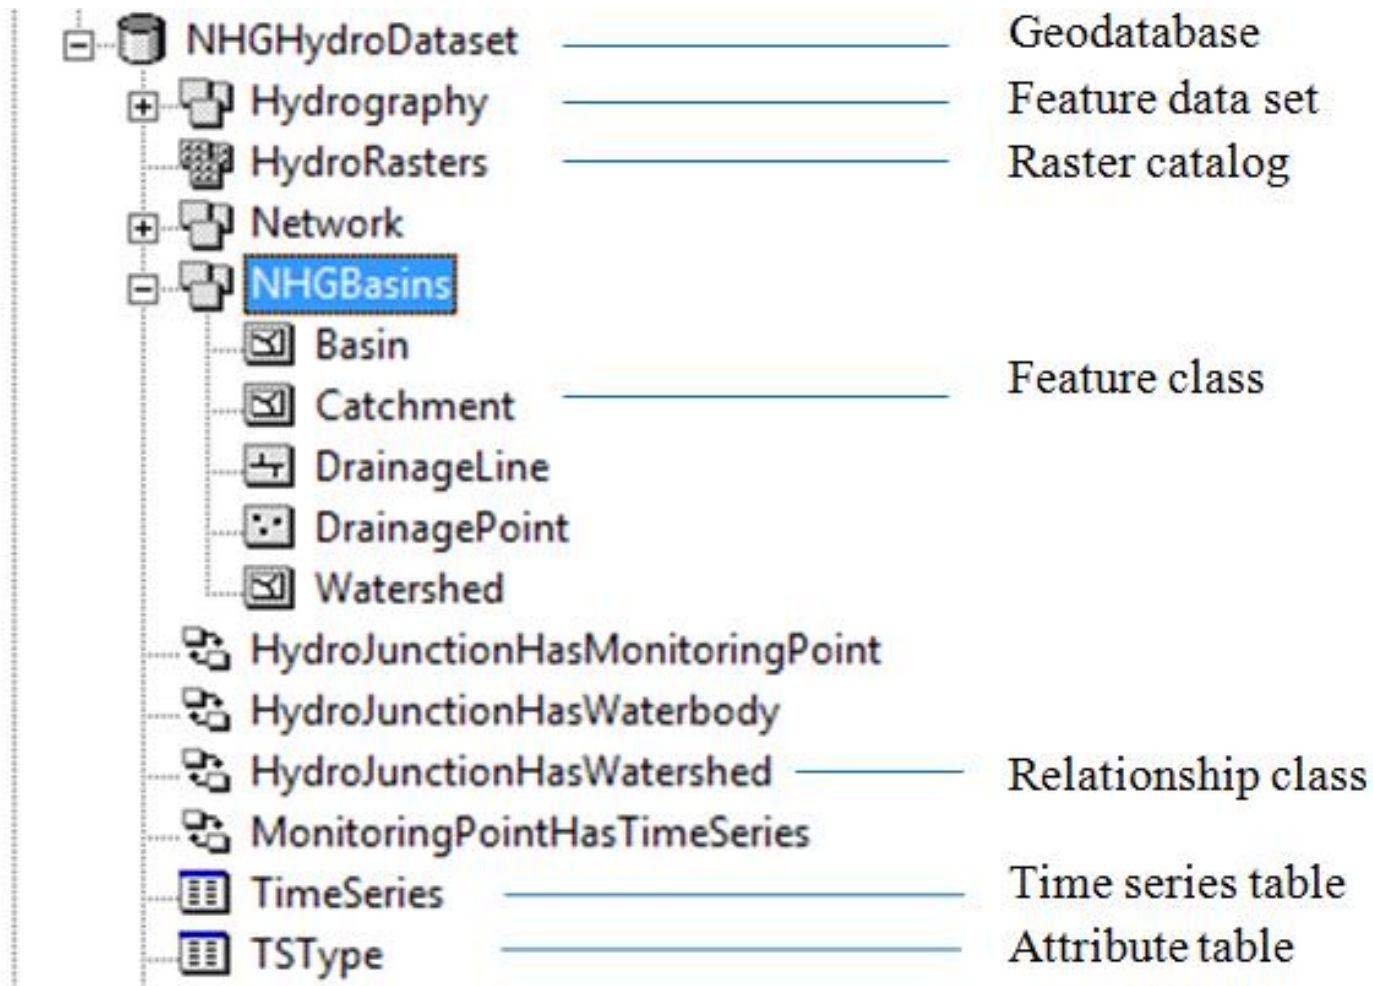 NHGHydroDataset Geodatabase
Hydrography Feature data set
HydroRasters Raster catalog
Network
NHGBasins
Basin
Catchment Feature class
DrainageLine
DrainagePoint
Watershed
HydroJunctionHasMonitoringPoint
HydroJunctionHasWaterbody
HydroJunctionHasWatershed Relationship class
MonitoringPointHasTimeSeries
TimeSeries Time series table
TSType Attribute table